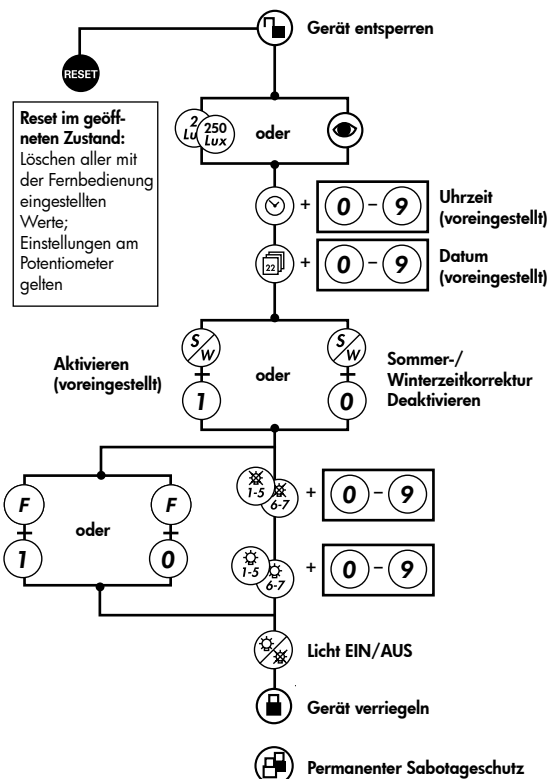 Gerät entsperren
RESET
Reset im geöff-
neten Zustand:
Löschen aller mit
der Fernbedienung
eingestellten
Werte;
Einstellungen am
Potentiometer
gelten
2
Lu
250
Lux
oder
+ 0 – 9
Uhrzeit
(voreingestellt)
22
+ 0 – 9
Datum
(voreingestellt)
Aktivieren
(voreingestellt)
S/W
1
oder
S/W
0
Sommer-/
Winterzeitkorrektur
Deaktivieren
F
1
oder
F
0
1-5
6-7
+ 0 – 9
1-5
6-7
+ 0 – 9
Licht EIN/AUS
Gerät verriegeln
Permanenter Sabotageschutz